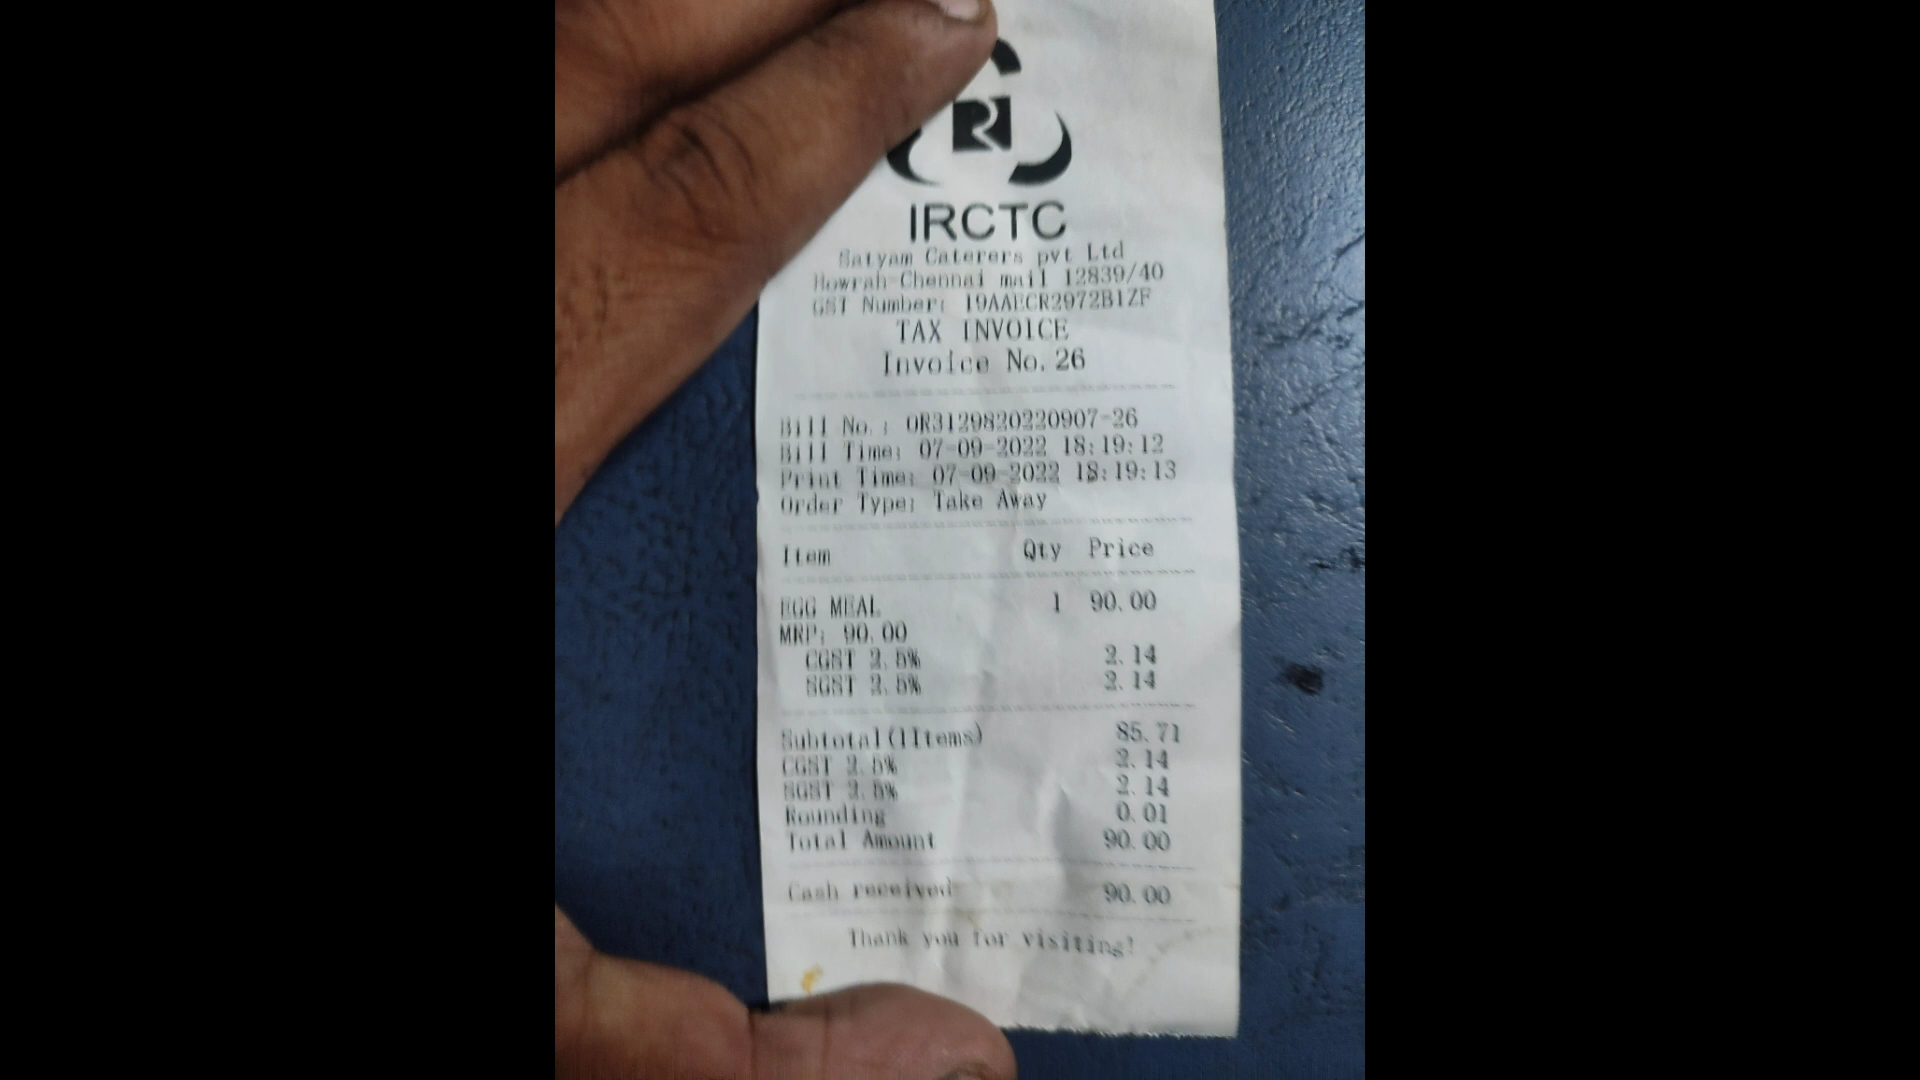 IRCTC
Satyam Caterers pvt Ltd
Howrah-Chennai mail 12839/40
GST Number: 19AAECR2972B1ZF
TAX INVOICE
Invoice No.26
Bill No.: OR3129820220907-26
Bill Time: 07-09-2022 18:19:12
Print Time: 07-09-2022 18:19:13
Order Type: Take Away
Item Qty Price
EGG MEAL 1 90.00
MRP: 90.00
CGST 2.5% 2.14
SGST 2.5% 2.14
Subtotal(1Items) 85.71
CGST 2.5% 2.14
SGST 2.5% 2.14
Rounding 0.01
Total Amount 90.00
Cash received 90.00
Thank you for visiting!